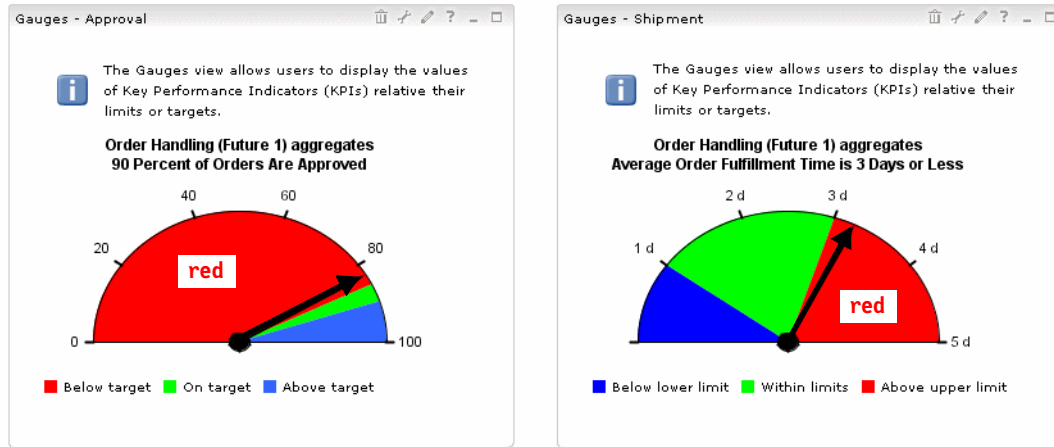 Gauges - Approval
?
The Gauges view allows users to display the values
of Key Performance Indicators (KPIs) relative their
limits or targets.
Order Handling (Future 1) aggregates
90 Percent of Orders Are Approved
40 60
20 80
red
0 100
Below target On target Above target
Gauges - Shipment
?
The Gauges view allows users to display the values
of Key Performance Indicators (KPIs) relative their
limits or targets.
Order Handling (Future 1) aggregates
Average Order Fulfillment Time is 3 Days or Less
2 d 3 d
1 d 4 d
red
5 d
Below lower limit Within limits Above upper limit